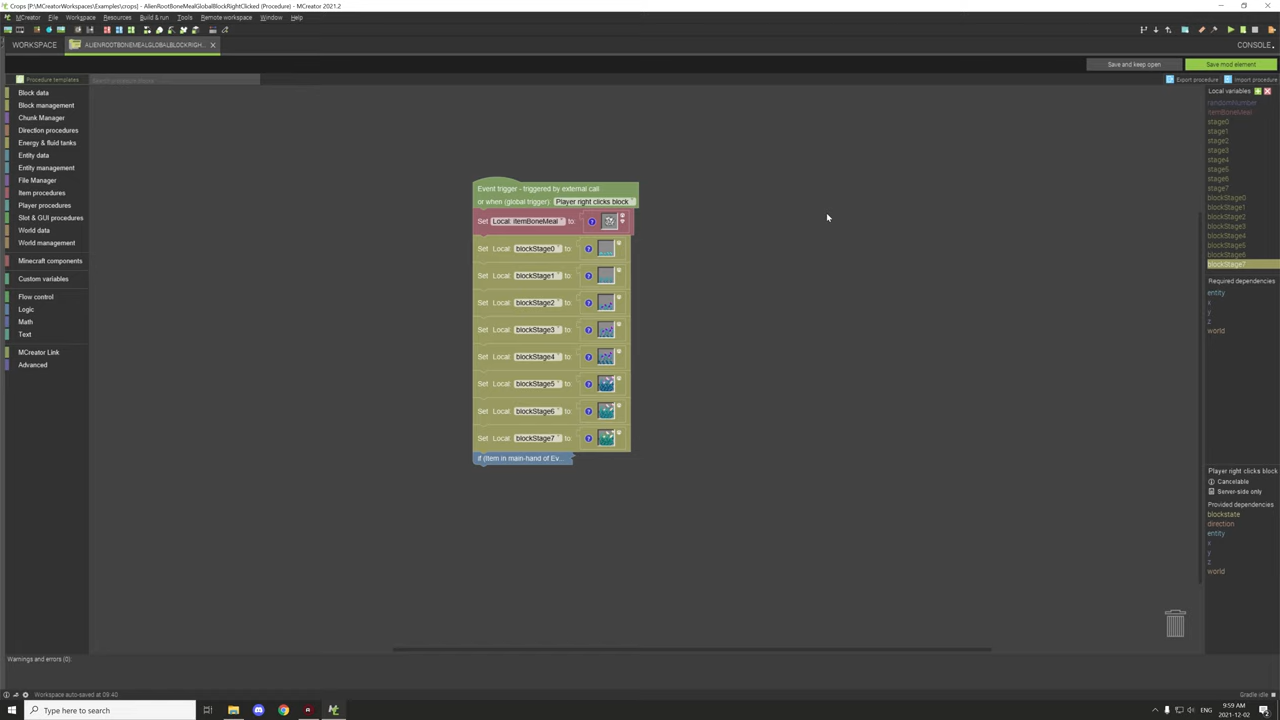 Crops [P:\MCreatorWorkspaces\Examples\crops] - AlienRootBoneMealGlobalBlockRightClicked (Procedure) - MCreator 2021.2
MCreator File Workspace Resources Build & run Tools Remote workspace Window Help
WORKSPACE
ALIENROOTBONEMEALGLOBALBLOCKRIGH...
CONSOLE
Save and keep open
Save mod element
Procedure templates
Export procedure
Import procedure
Block data
Block management
Chunk Manager
Direction procedures
Energy & fluid tanks
Entity data
Entity management
File Manager
Item procedures
Player procedures
Slot & GUI procedures
World data
World management
Minecraft components
Custom variables
Flow control
Logic
Math
Text
MCreator Link
Advanced
Event trigger - triggered by external call
or when (global trigger): Player right clicks block
Set Local: itemBoneMeal to:
Set Local: blockStage0 to:
Set Local: blockStage1 to:
Set Local: blockStage2 to:
Set Local: blockStage3 to:
Set Local: blockStage4 to:
Set Local: blockStage5 to:
Set Local: blockStage6 to:
Set Local: blockStage7 to:
if (Item in main-hand of Ev...
Local variables
randomNumber
itemBoneMeal
stage0
stage1
stage2
stage3
stage4
stage5
stage6
stage7
blockStage0
blockStage1
blockStage2
blockStage3
blockStage4
blockStage5
blockStage6
blockStage7
Required dependencies:
entity
x
y
z
world
Player right clicks block
Cancelable
Server-side only
Provided dependencies:
blockstate
direction
entity
x
y
z
world
Warnings and errors (0):
Workspace auto-saved at 09:40
Gradle idle
Type here to search
ENG
9:59 AM
2021-12-02